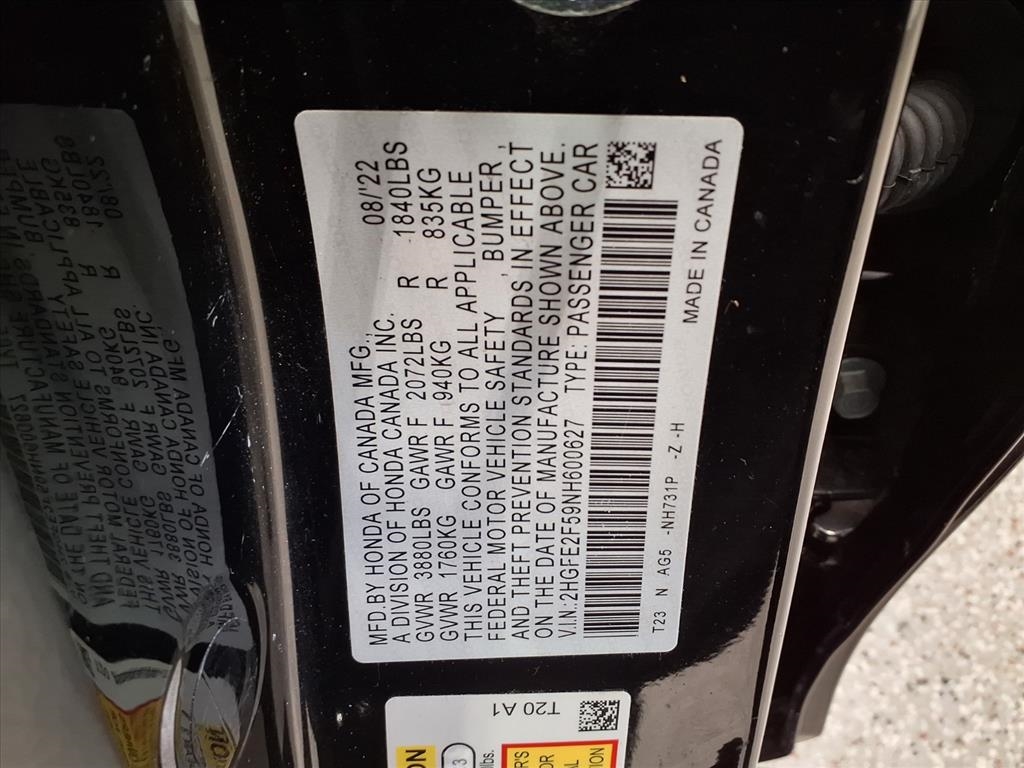 MFD.BY HONDA OF CANADA MFG., 08/'22
A DIVISION OF HONDA CANADA INC.
GVWR 3880LBS GAWR F 2072LBS R 1840LBS
GVWR 1760KG GAWR F 940KG R 835KG
THIS VEHICLE CONFORMS TO ALL APPLICABLE
FEDERAL MOTOR VEHICLE SAFETY , BUMPER ,
AND THEFT PREVENTION STANDARDS IN EFFECT
ON THE DATE OF MANUFACTURE SHOWN ABOVE.
V.I.N.:2HGFE2F59NH600627 TYPE:PASSENGER CAR
T23 N AG5 -NH731P -Z -H
MADE IN CANADA
T20 A1